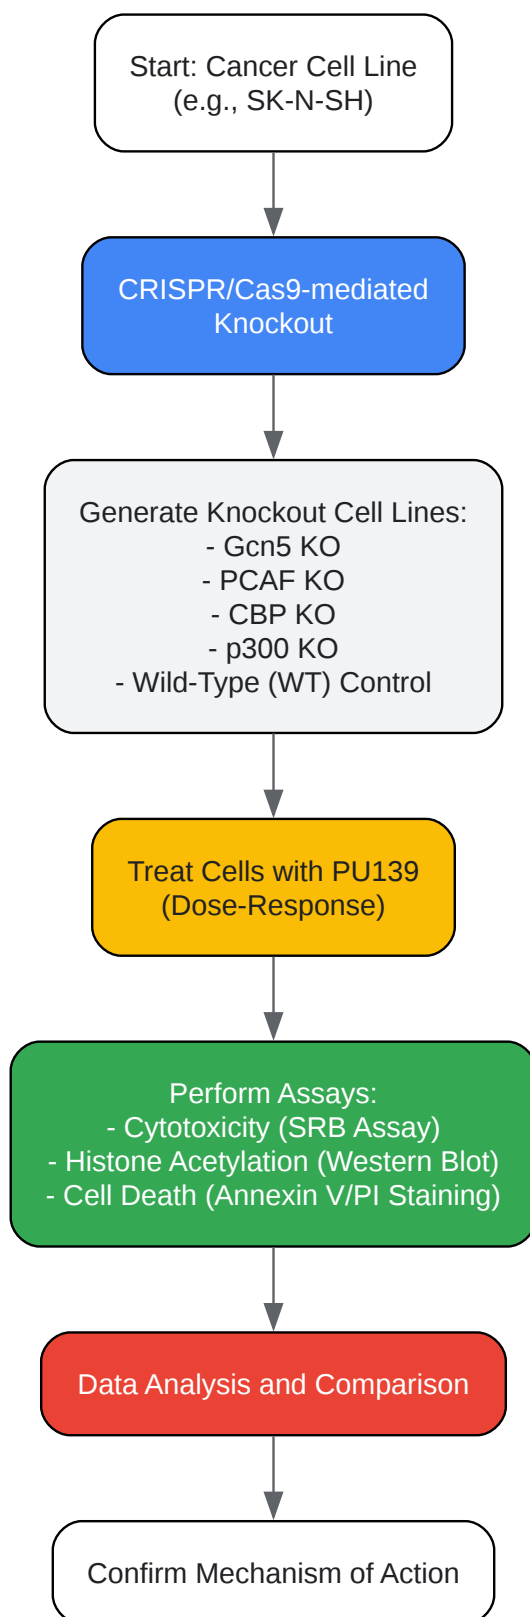 Start: Cancer Cell Line
(e.g., SK-N-SH)
CRISPR/Cas9-mediated
Knockout
Generate Knockout Cell Lines:
- Gcn5 KO
- PCAF KO
- CBP KO
- p300 KO
- Wild-Type (WT) Control
Treat Cells with PU139
(Dose-Response)
Perform Assays:
- Cytotoxicity (SRB Assay)
- Histone Acetylation (Western Blot)
- Cell Death (Annexin V/PI Staining)
Data Analysis and Comparison
Confirm Mechanism of Action